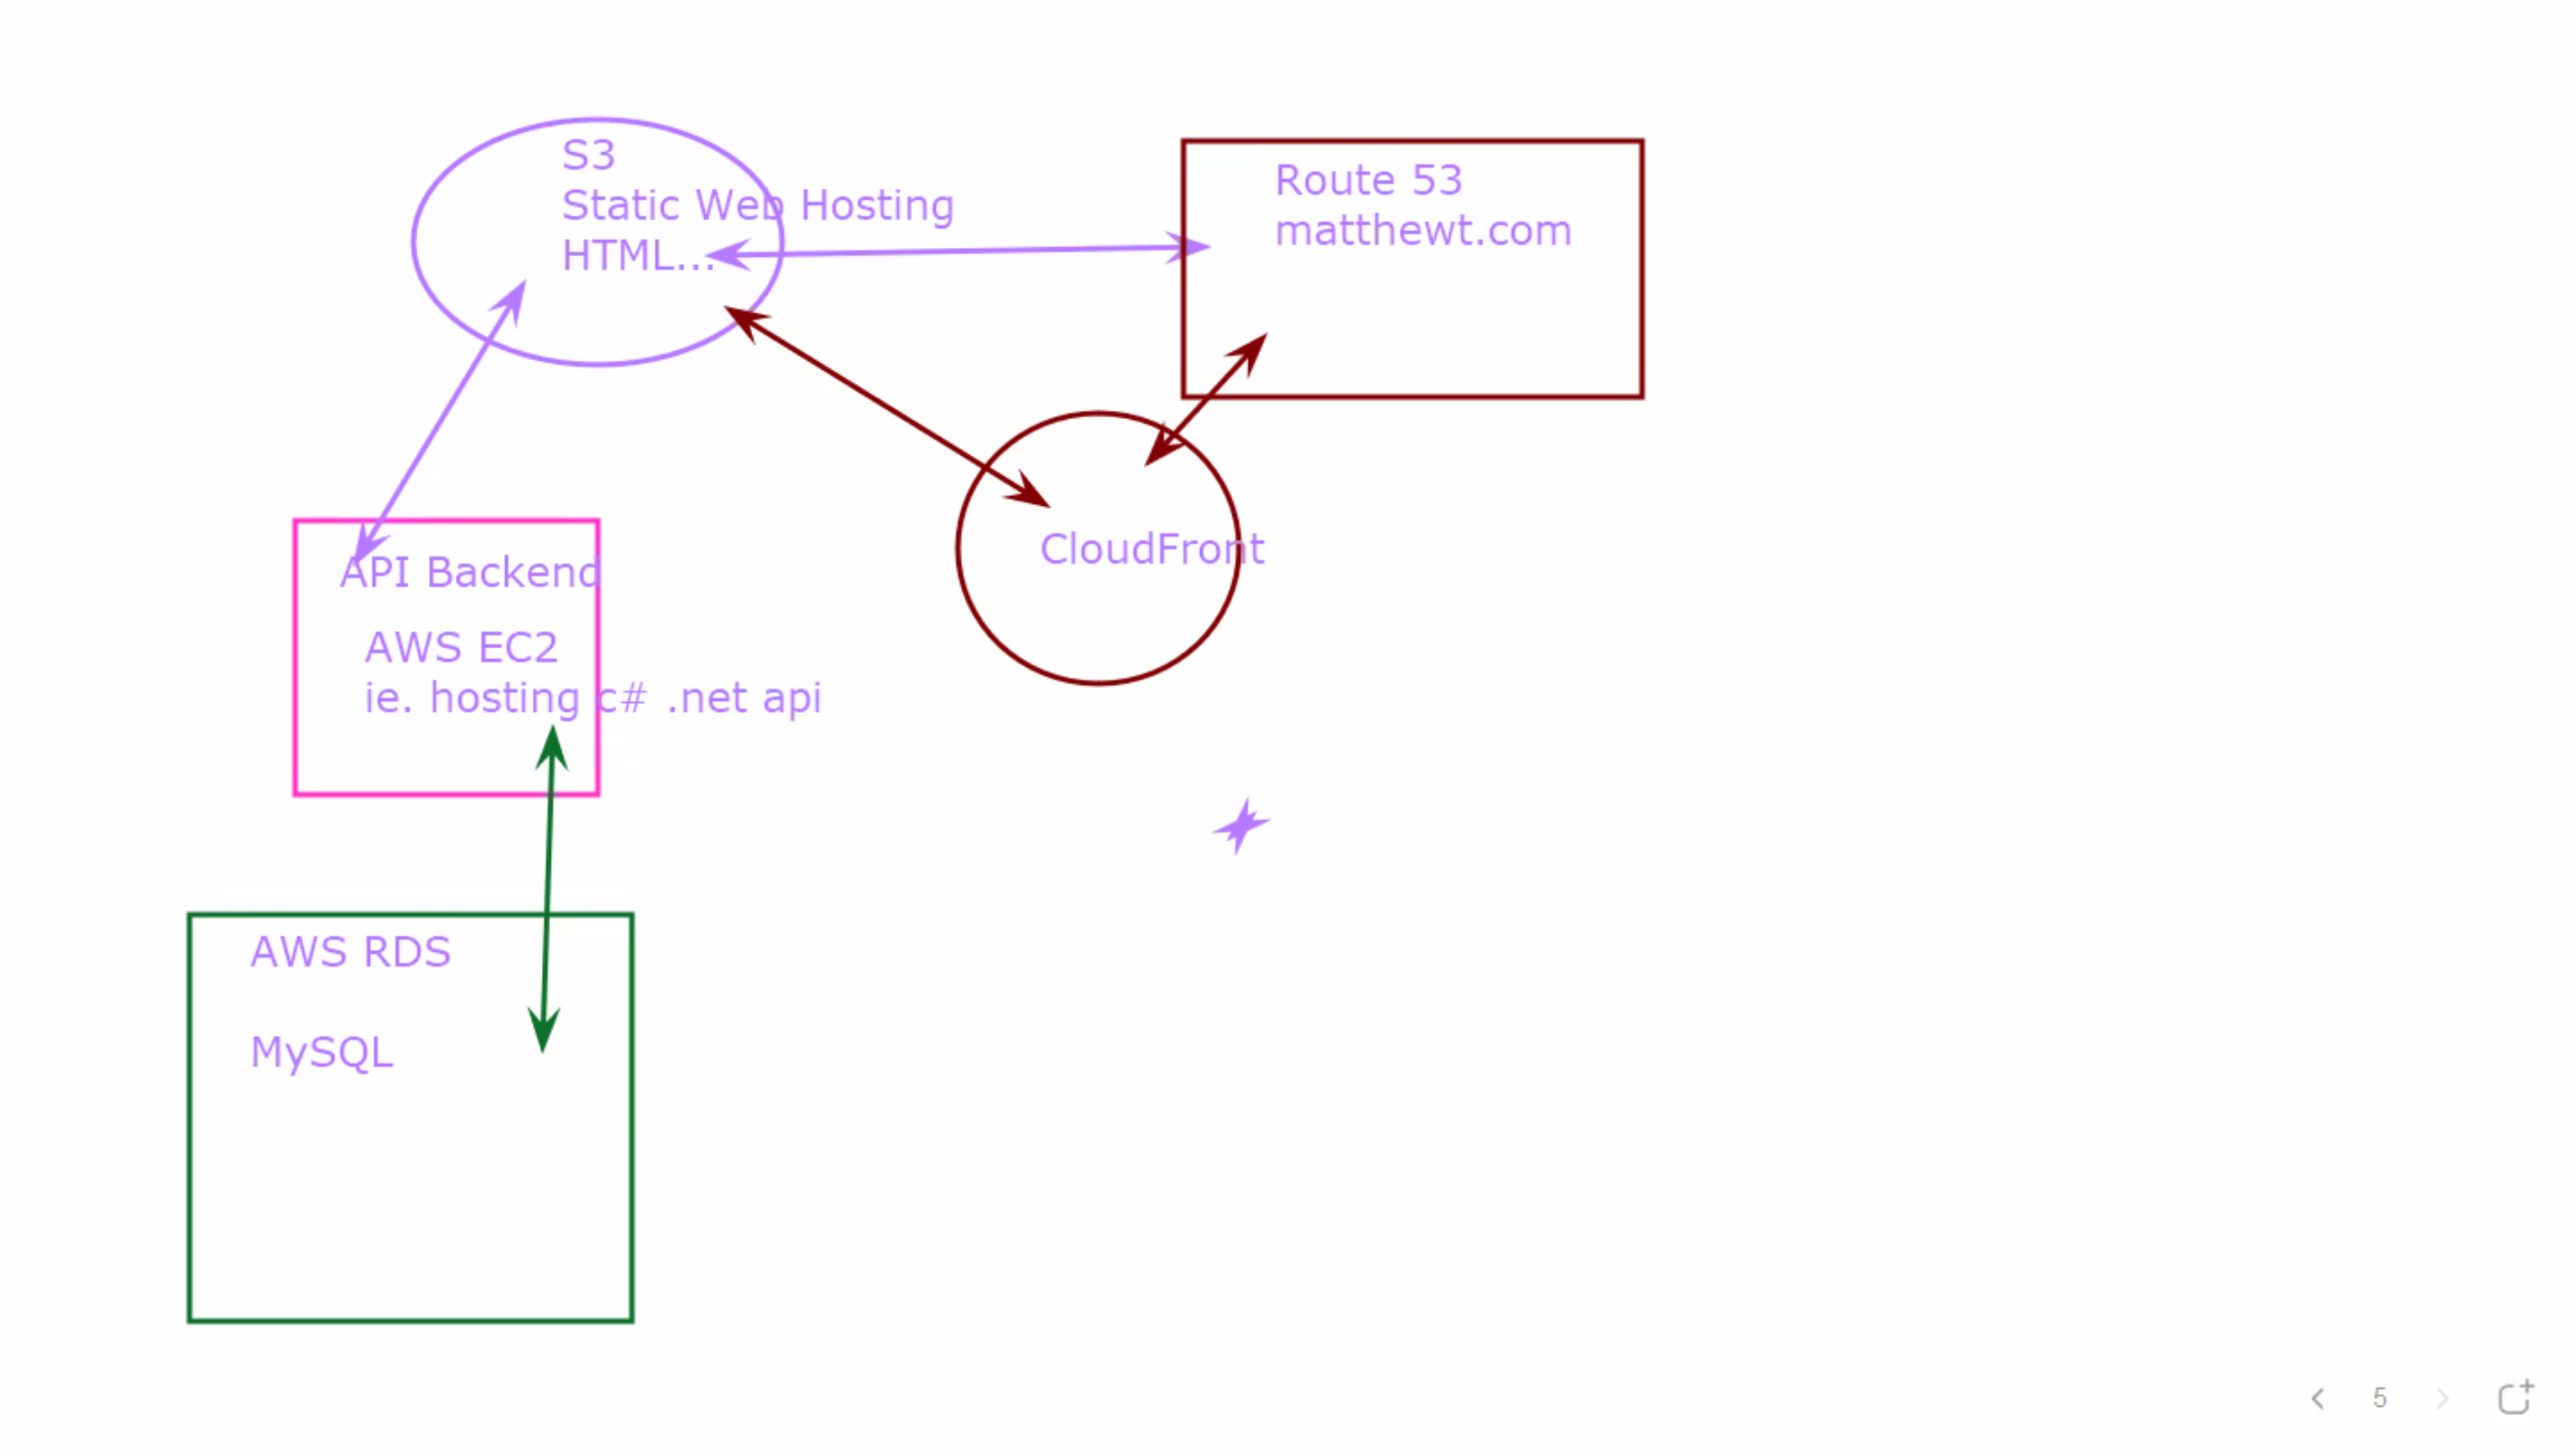 S3
Static Web Hosting
HTML...
Route 53
matthewt.com
CloudFront
API Backend
AWS EC2
ie. hosting c# .net api
AWS RDS
MySQL
5